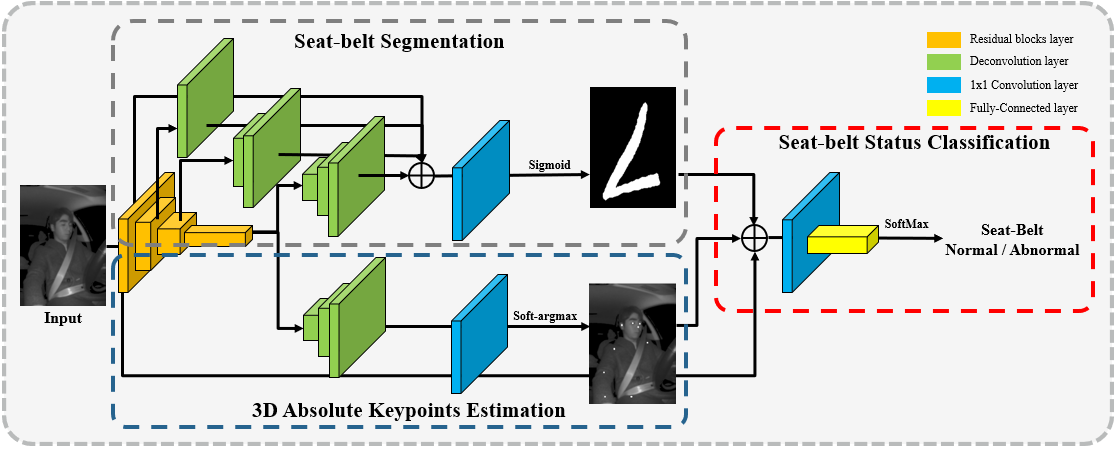 Seat-belt Segmentation
Residual blocks layer
Deconvolution layer
1x1 Convolution layer
Fully-Connected layer
Seat-belt Status Classification
Sigmoid
SoftMax
Seat-Belt
Normal / Abnormal
Input
Soft-argmax
3D Absolute Keypoints Estimation